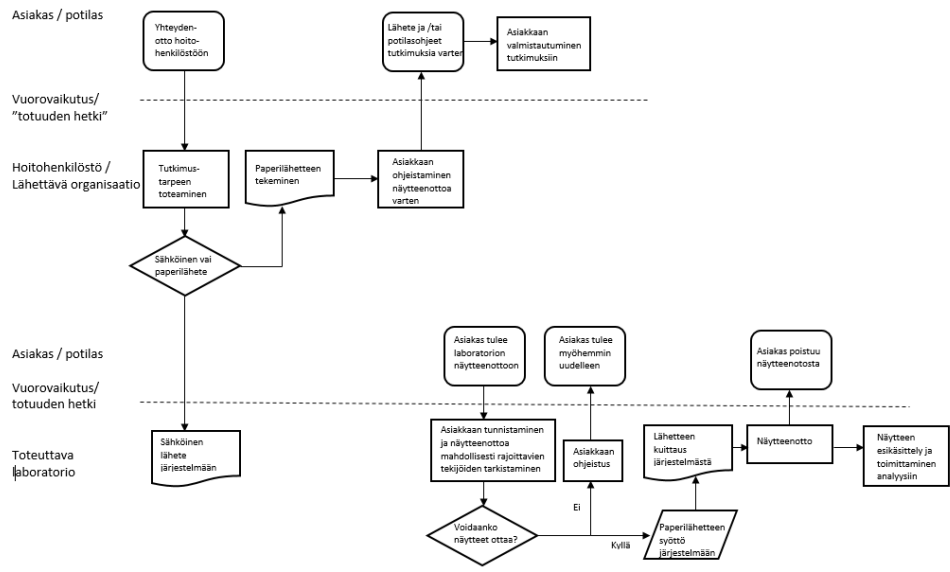 Asiakas / potilas
Yhteyden-
otto hoito-
henkilöstöön
Lähete ja /tai
potilasohjeet
tutkimuksia varten
Asiakkaan
valmistautuminen
tutkimuksiin
Vuorovaikutus/
”totuuden hetki”
Hoitohenkilöstö /
Lähettävä organisaatio
Tutkimus-
tarpeen
toteaminen
Paperilähetteen
tekeminen
Asiakkaan
ohjeistaminen
näytteenottoa
varten
Sähköinen vai
paperilähete
Asiakas / potilas
Asiakas tulee
laboratorion
näytteenottoon
Asiakas tulee
myöhemmin
uudelleen
Asiakas poistuu
näytteenotosta
Vuorovaikutus/
totuuden hetki
Toteuttava
laboratorio
Sähköinen
lähete
järjestelmään
Asiakkaan tunnistaminen
ja näytteenottoa
mahdollisesti rajoittavien
tekijöiden tarkistaminen
Asiakkaan
ohjeistus
Lähetteen
kuittaus
järjestelmästä
Näytteenotto
Näytteen
esikäsittely ja
toimittaminen
analyysiin
Voidaanko
näytteet ottaa?
Ei
Kyllä
Paperilähetteen
syöttö
järjestelmään